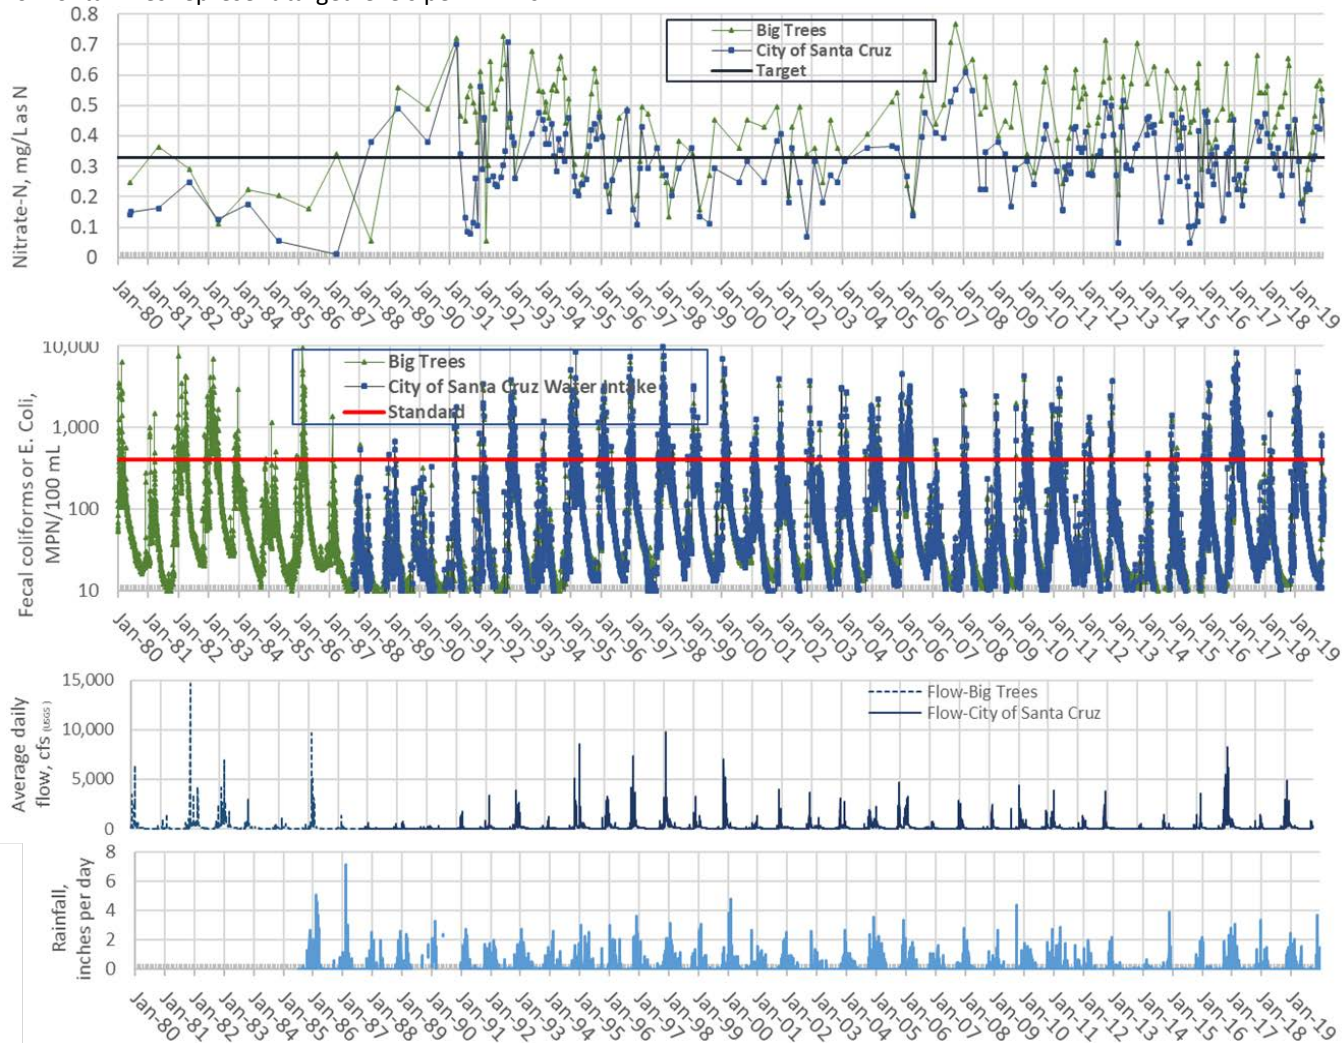 0.8
0.7
0.6
0.5
0.4
0.3
0.2
0.1
0
Nitrate-N, mg/L as N
Big Trees
City of Santa Cruz
Target
Jan-80 Jan-81 Jan-82 Jan-83 Jan-84 Jan-85 Jan-86 Jan-87 Jan-88 Jan-89 Jan-90 Jan-91 Jan-92 Jan-93 Jan-94 Jan-95 Jan-96 Jan-97 Jan-98 Jan-99 Jan-00 Jan-01 Jan-02 Jan-03 Jan-04 Jan-05 Jan-06 Jan-07 Jan-08 Jan-09 Jan-10 Jan-11 Jan-12 Jan-13 Jan-14 Jan-15 Jan-16 Jan-17 Jan-18 Jan-19
10,000
1,000
100
10
Fecal coliforms or E. Coli,
MPN/100 mL
Big Trees
City of Santa Cruz Water Intake
Standard
Jan-80 Jan-81 Jan-82 Jan-83 Jan-84 Jan-85 Jan-86 Jan-87 Jan-88 Jan-89 Jan-90 Jan-91 Jan-92 Jan-93 Jan-94 Jan-95 Jan-96 Jan-97 Jan-98 Jan-99 Jan-00 Jan-01 Jan-02 Jan-03 Jan-04 Jan-05 Jan-06 Jan-07 Jan-08 Jan-09 Jan-10 Jan-11 Jan-12 Jan-13 Jan-14 Jan-15 Jan-16 Jan-17 Jan-18 Jan-19
15,000
10,000
5,000
0
Average daily
flow, cfs (USGS)
Flow-Big Trees
Flow-City of Santa Cruz
8
6
4
2
0
Rainfall,
inches per day
Jan-80 Jan-81 Jan-82 Jan-83 Jan-84 Jan-85 Jan-86 Jan-87 Jan-88 Jan-89 Jan-90 Jan-91 Jan-92 Jan-93 Jan-94 Jan-95 Jan-96 Jan-97 Jan-98 Jan-99 Jan-00 Jan-01 Jan-02 Jan-03 Jan-04 Jan-05 Jan-06 Jan-07 Jan-08 Jan-09 Jan-10 Jan-11 Jan-12 Jan-13 Jan-14 Jan-15 Jan-16 Jan-17 Jan-18 Jan-19